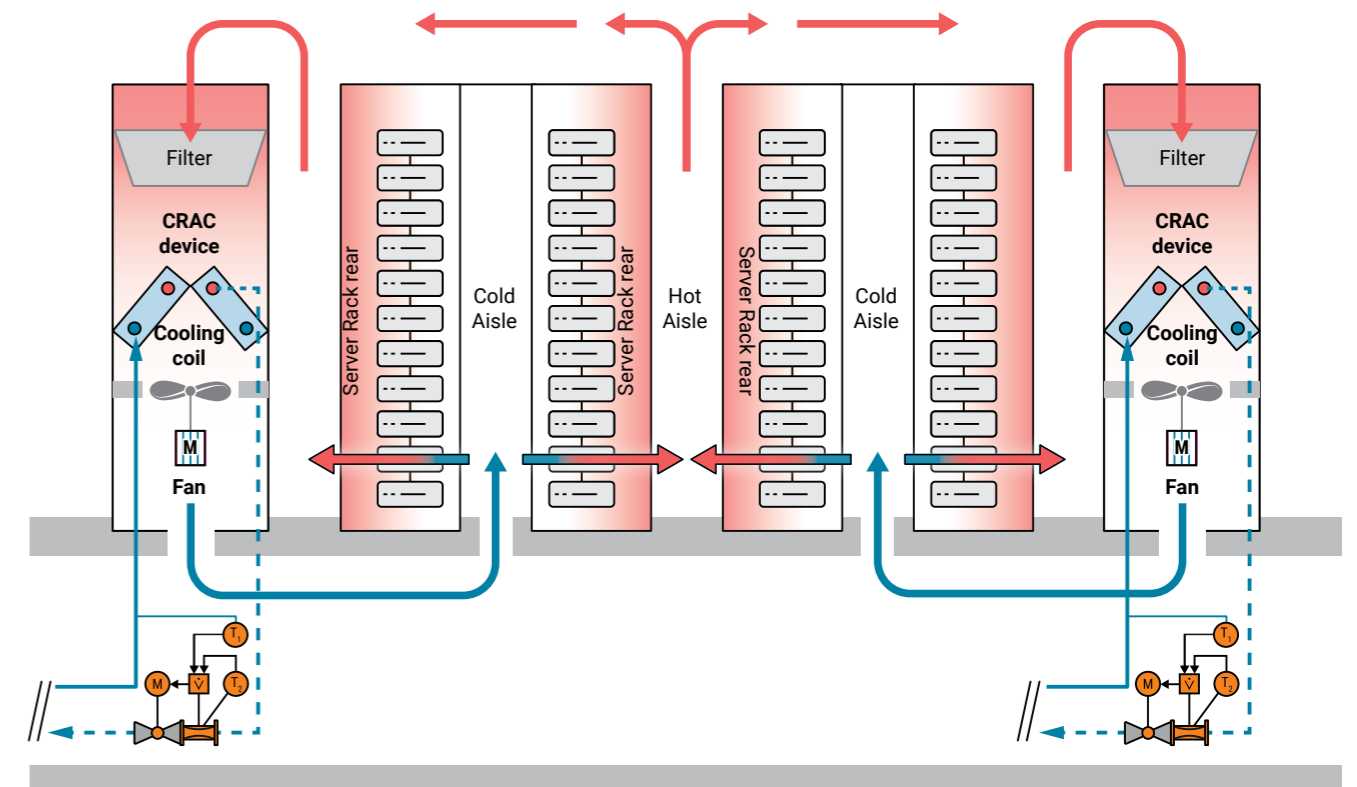 Filter
CRAC
device
Cooling
coil
M
Fan
Server Rack rear
Cold
Aisle
Server Rack rear
Hot
Aisle
Server Rack rear
Cold
Aisle
Filter
CRAC
device
Cooling
coil
M
Fan
T₁
M
V̇
T₂
T₁
M
V̇
T₂